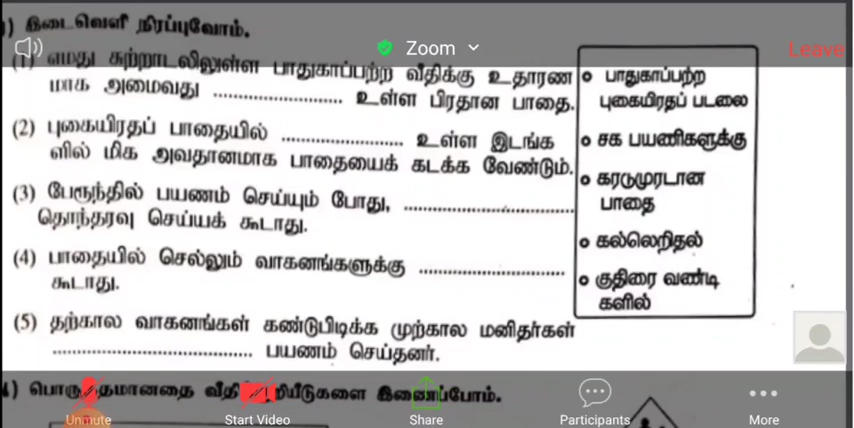 இடைவெளி நிரப்புவோம்.
Zoom
Leave
(1) எமது சுற்றாடலிலுள்ள பாதுகாப்பற்ற வீதிக்கு உதாரண
மாக அமைவது ........................ உள்ள பிரதான பாதை.
(2) புகையிரதப் பாதையில் ........................ உள்ள இடங்க
ளில் மிக அவதானமாக பாதையைக் கடக்க வேண்டும்.
(3) பேரூந்தில் பயணம் செய்யும் போது, ................................
தொந்தரவு செய்யக் கூடாது.
(4) பாதையில் செல்லும் வாகனங்களுக்கு ...........................
கூடாது.
(5) தற்கால வாகனங்கள் கண்டுபிடிக்க முற்கால மனிதர்கள்
..................................... பயணம் செய்தனர்.
பாதுகாப்பற்ற
புகையிரதப் படலை
சக பயணிகளுக்கு
கரடுமுரடான
பாதை
கல்லெறிதல்
குதிரை வண்டி
களில்
இணைப்போம்.
Unmute
Start Video
Share
Participants
More